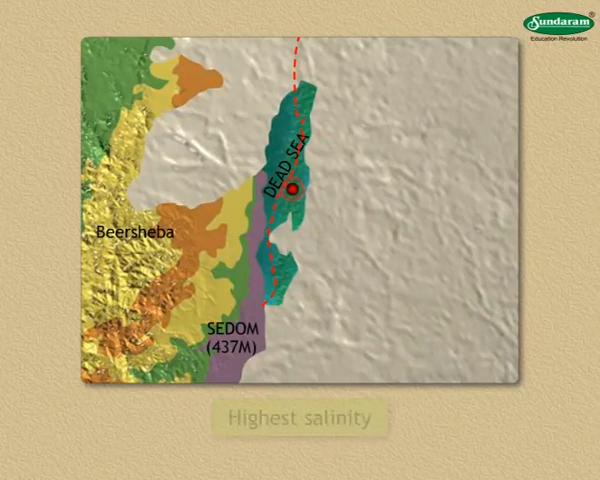 Sundaram®
Education Revolution
DEAD SEA
Beersheba
SEDOM
(437M)
Highest salinity